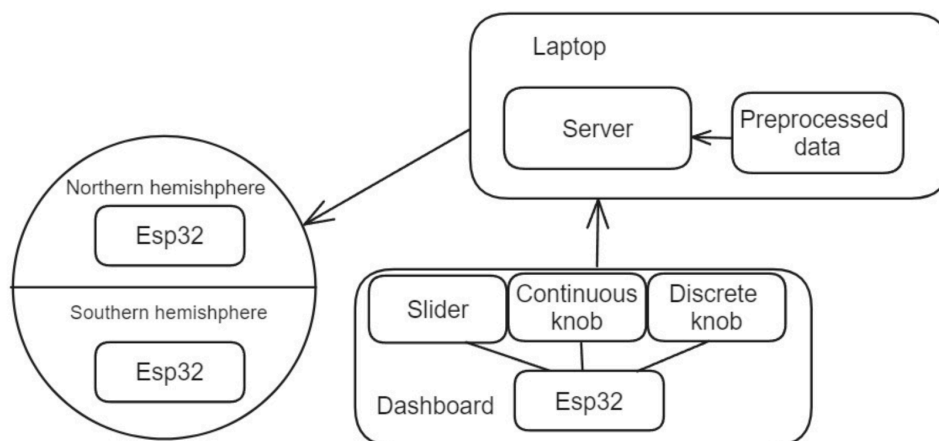 Laptop
Server
Preprocessed
data
Northern hemishphere
Esp32
Southern hemishphere
Esp32
Slider
Continuous
knob
Discrete
knob
Dashboard
Esp32